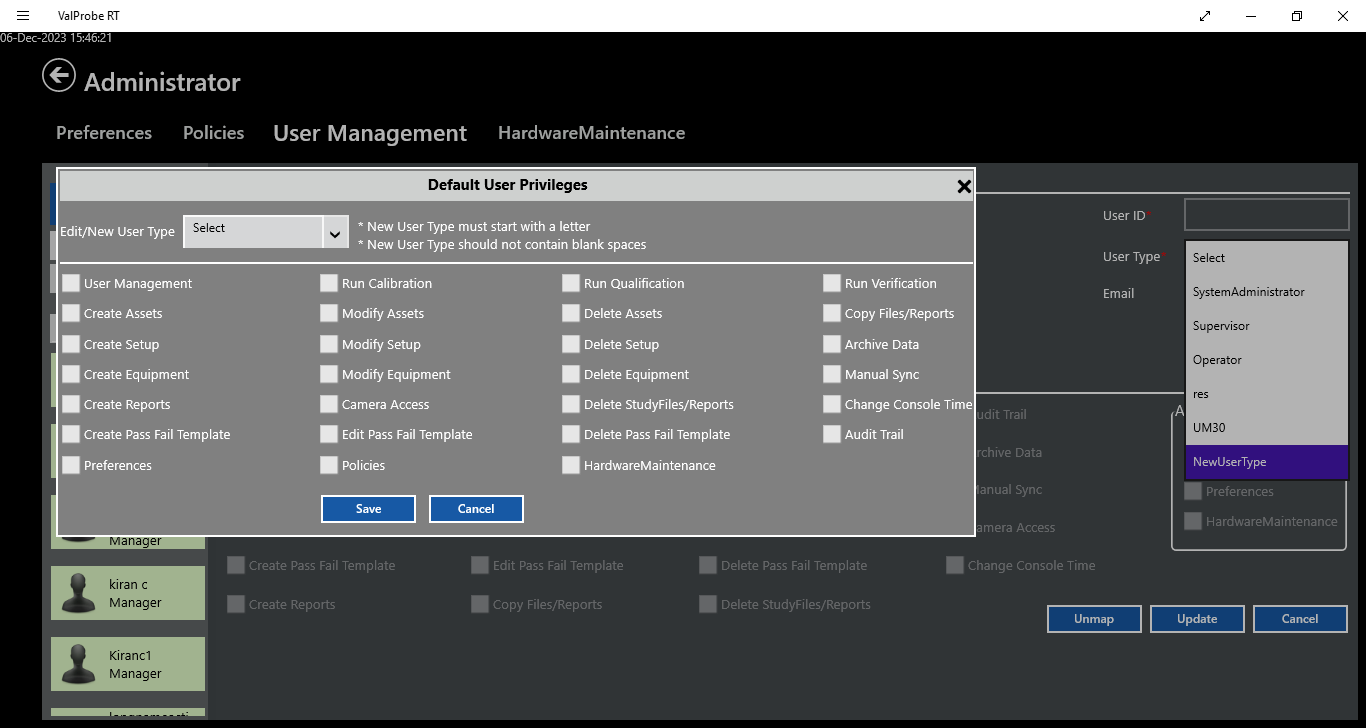 ValProbe RT
06-Dec-2023 15:46:21
Administrator
Preferences Policies User Management HardwareMaintenance
Default User Privileges
Edit/New User Type Select
* New User Type must start with a letter
* New User Type should not contain blank spaces
User Management Run Calibration Run Qualification Run Verification
Create Assets Modify Assets Delete Assets Copy Files/Reports
Create Setup Modify Setup Delete Setup Archive Data
Create Equipment Modify Equipment Delete Equipment Manual Sync
Create Reports Camera Access Delete StudyFiles/Reports Change Console Time
Create Pass Fail Template Edit Pass Fail Template Delete Pass Fail Template Audit Trail
Preferences Policies HardwareMaintenance
Save Cancel
User ID*
User Type*
Email
Select
SystemAdministrator
Supervisor
Operator
res
UM30
NewUserType
udit Trail
rchive Data
Manual Sync
amera Access
A
Preferences
HardwareMaintenance
Create Pass Fail Template Edit Pass Fail Template Delete Pass Fail Template Change Console Time
Create Reports Copy Files/Reports Delete StudyFiles/Reports
Unmap Update Cancel
Manager
kiran c
Manager
Kiranc1
Manager